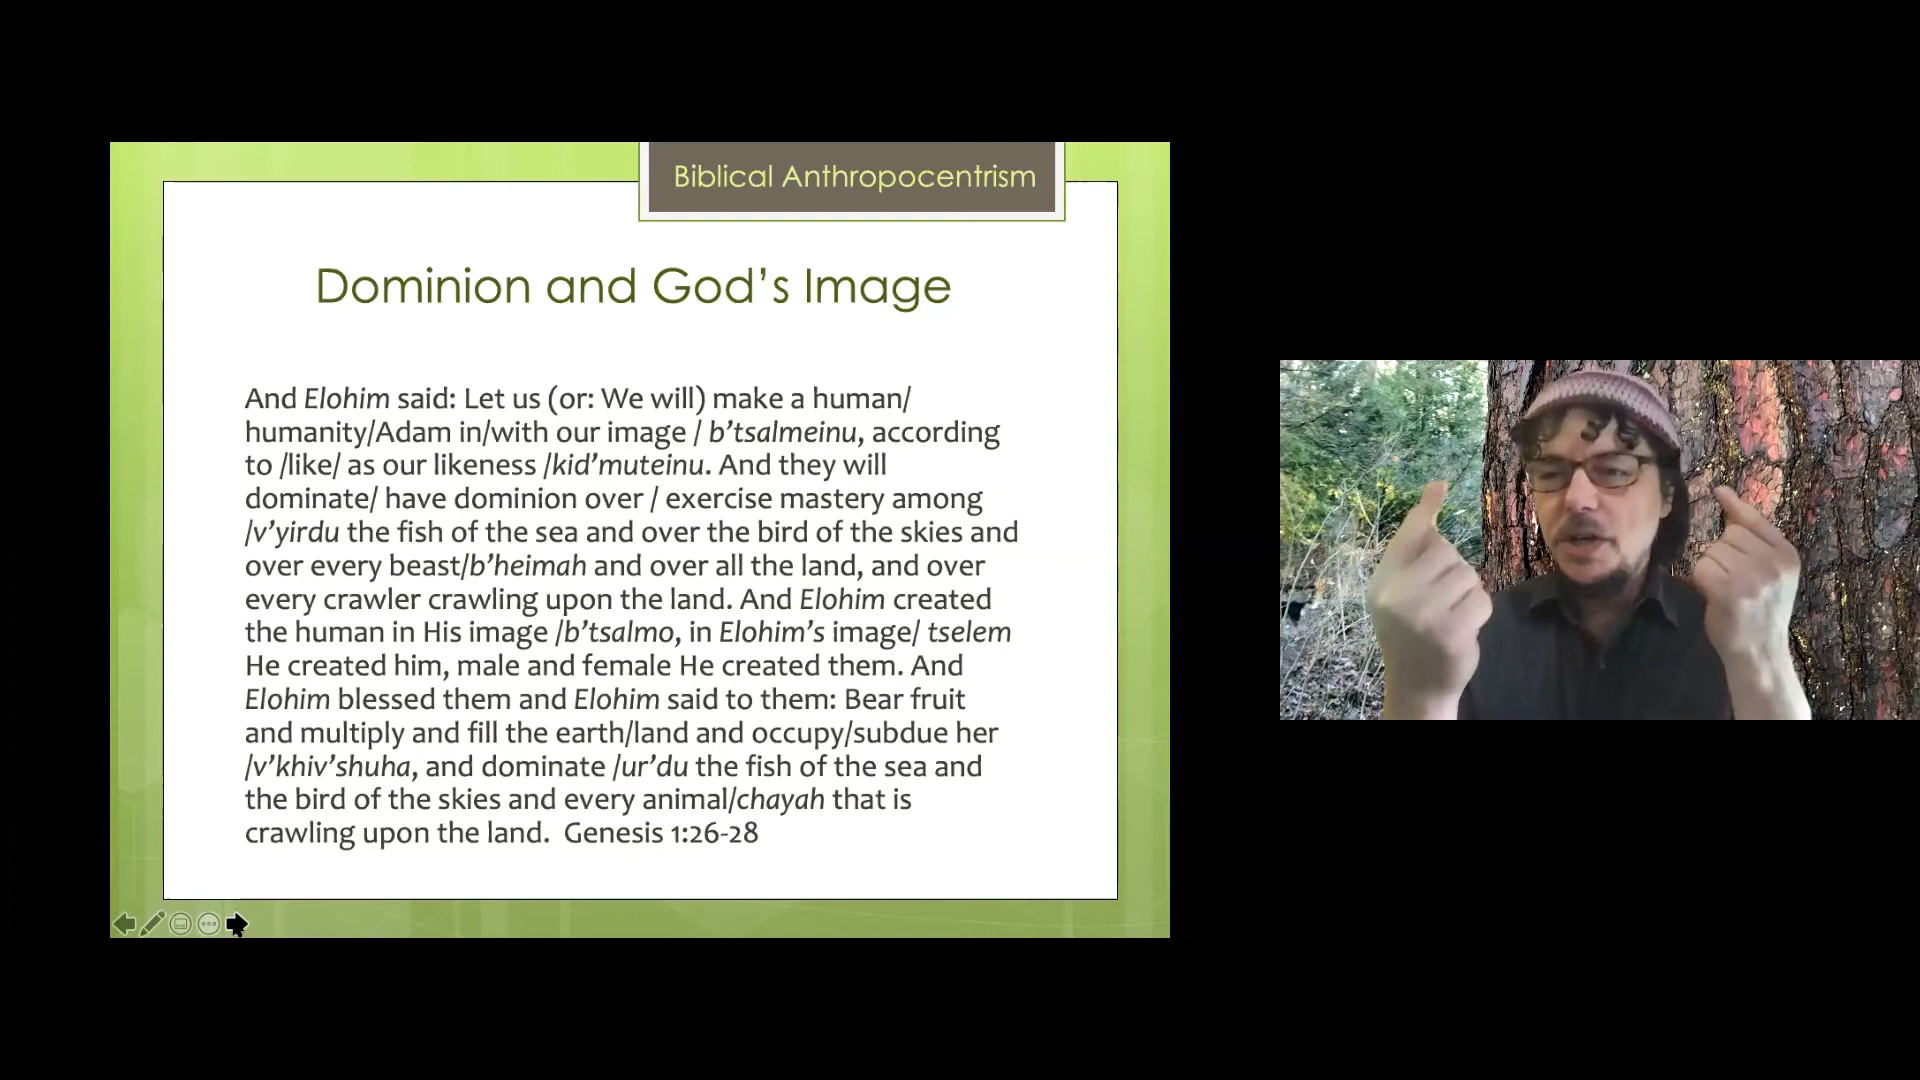 Biblical Anthropocentrism
Dominion and God’s Image
And Elohim said: Let us (or: We will) make a human/
humanity/Adam in/with our image / b’tsalmeinu, according
to /like/ as our likeness /kid’muteinu. And they will
dominate/ have dominion over / exercise mastery among
/v’yirdu the fish of the sea and over the bird of the skies and
over every beast/b’heimah and over all the land, and over
every crawler crawling upon the land. And Elohim created
the human in His image /b’tsalmo, in Elohim’s image/ tselem
He created him, male and female He created them. And
Elohim blessed them and Elohim said to them: Bear fruit
and multiply and fill the earth/land and occupy/subdue her
/v’khiv’shuha, and dominate /ur’du the fish of the sea and
the bird of the skies and every animal/chayah that is
crawling upon the land.  Genesis 1:26-28